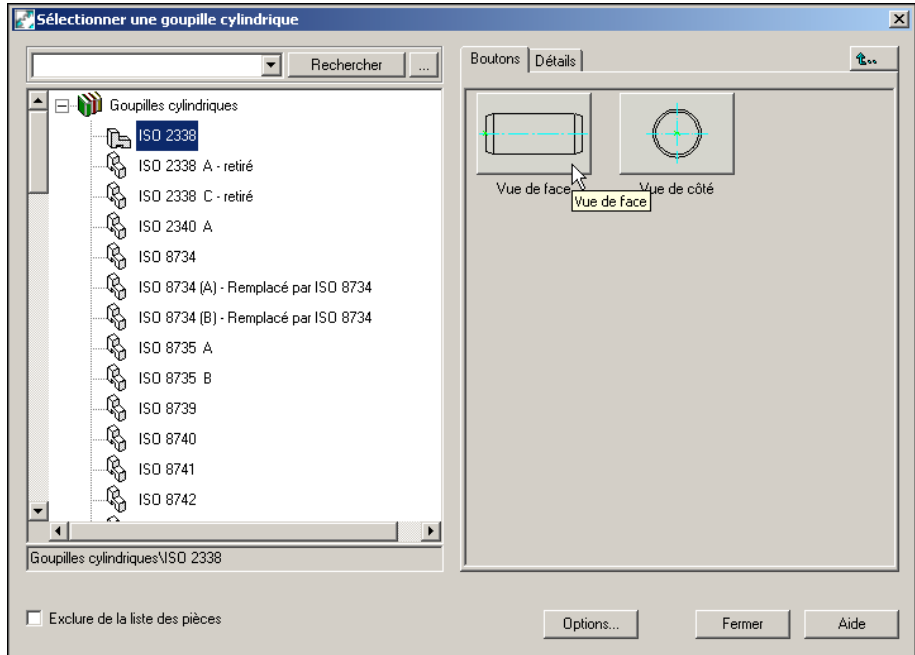 Sélectionner une goupille cylindrique
Rechercher
...
Goupilles cylindriques
ISO 2338
ISO 2338 A - retiré
ISO 2338 C - retiré
ISO 2340 A
ISO 8734
ISO 8734 (A) - Remplacé par ISO 8734
ISO 8734 (B) - Remplacé par ISO 8734
ISO 8735 A
ISO 8735 B
ISO 8739
ISO 8740
ISO 8741
ISO 8742
Goupilles cylindriques\ISO 2338
Boutons Détails
Vue de face Vue de côté
Vue de face
Exclure de la liste des pièces
Options... Fermer Aide